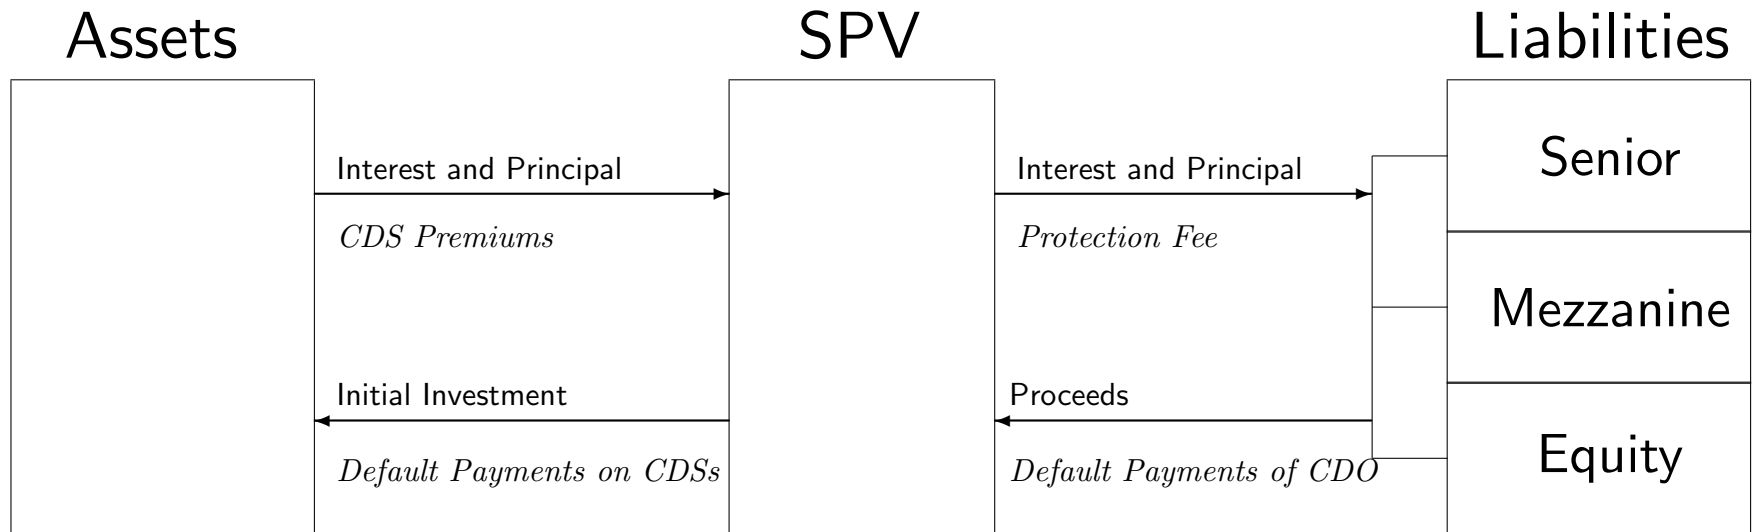 Assets
SPV
Liabilities
Interest and Principal
CDS Premiums
Interest and Principal
Protection Fee
Senior
Mezzanine
Initial Investment
Default Payments on CDSs
Proceeds
Default Payments of CDO
Equity